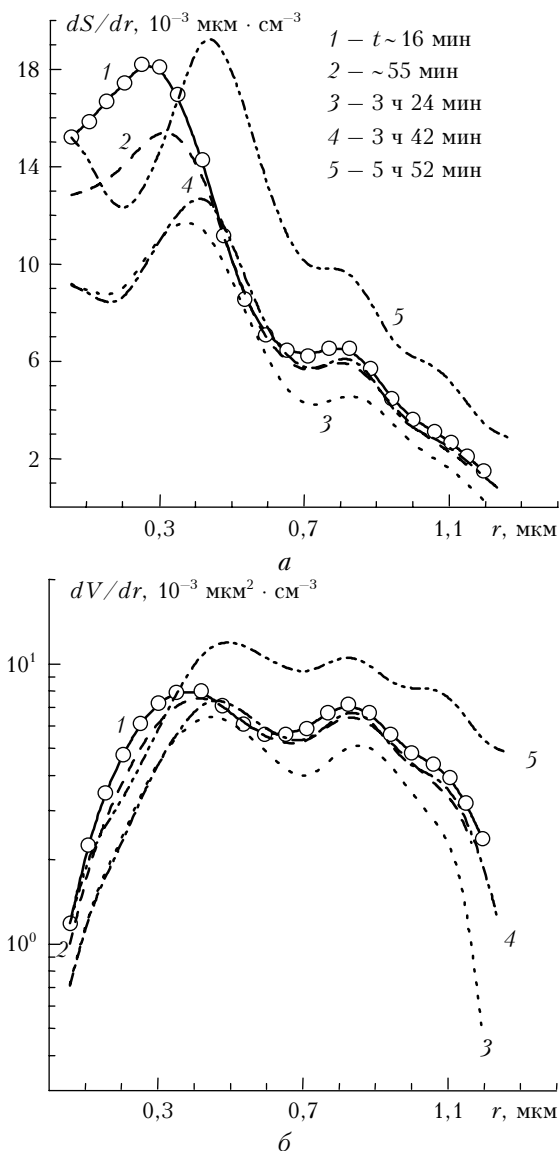 dS/dr, 10⁻³ мкм · см⁻³
1 – t ~ 16 мин
2 – ~ 55 мин
3 – 3 ч 24 мин
4 – 3 ч 42 мин
5 – 5 ч 52 мин
18
14
10
6
2
1
2
4
5
3
0,3
0,7
1,1
r, мкм
а
dV/dr, 10⁻³ мкм² · см⁻³
10¹
10⁰
1
2
5
4
3
0,3
0,7
1,1
r, мкм
б